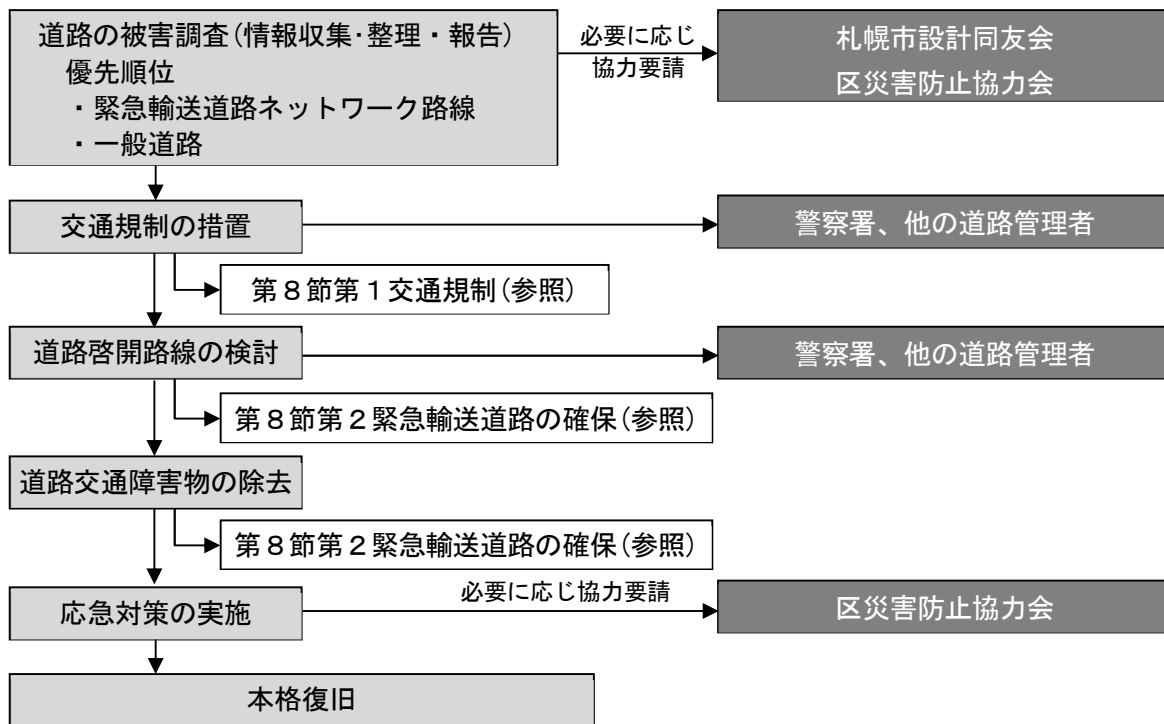 道路の被害調査(情報収集･整理・報告)
優先順位
・緊急輸送道路ネットワーク路線
・一般道路
必要に応じ
協力要請
札幌市設計同友会
区災害防止協力会
交通規制の措置
警察署、他の道路管理者
第8節第1交通規制(参照)
道路啓開路線の検討
警察署、他の道路管理者
第8節第2緊急輸送道路の確保(参照)
道路交通障害物の除去
第8節第2緊急輸送道路の確保(参照)
応急対策の実施
必要に応じ協力要請
区災害防止協力会
本格復旧